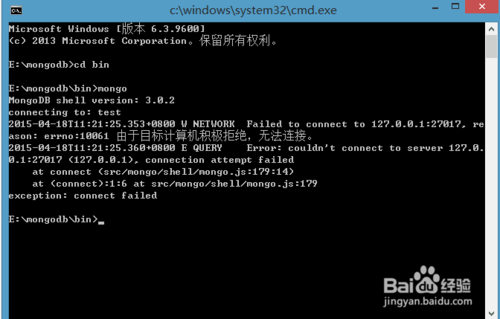 c:\windows\system32\cmd.exe
Microsoft Windows [版本 6.3.9600]
(c) 2013 Microsoft Corporation。保留所有权利。
E:\mongodb>cd bin
E:\mongodb\bin>mongo
MongoDB shell version: 3.0.2
connecting to: test
2015-04-18T11:21:25.353+0800 W NETWORK  Failed to connect to 127.0.0.1:27017, re
ason: errno:10061 由于目标计算机积极拒绝，无法连接。
2015-04-18T11:21:25.360+0800 E QUERY    Error: couldn't connect to server 127.0.
0.1:27017 (127.0.0.1), connection attempt failed
    at connect (src/mongo/shell/mongo.js:179:14)
    at (connect):1:6 at src/mongo/shell/mongo.js:179
exception: connect failed
E:\mongodb\bin>_
Baidu经验
jingyan.baidu.com